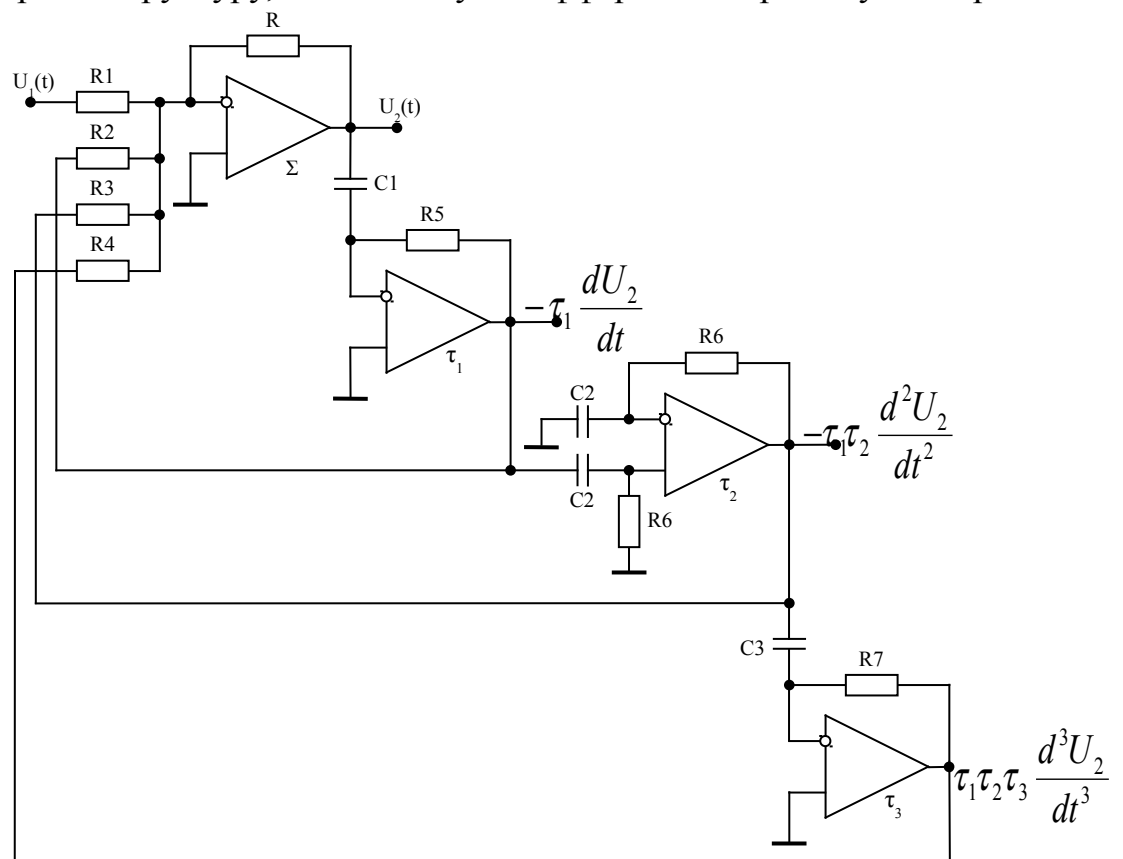 R
U₁(t)
R1
U₂(t)
R2
Σ
C1
R3
R5
R4
−τ₁ dU₂/dt
τ₁
R6
C2
−τ₁τ₂ d²U₂/dt²
C2
τ₂
R6
C3
R7
τ₁τ₂τ₃ d³U₂/dt³
τ₃